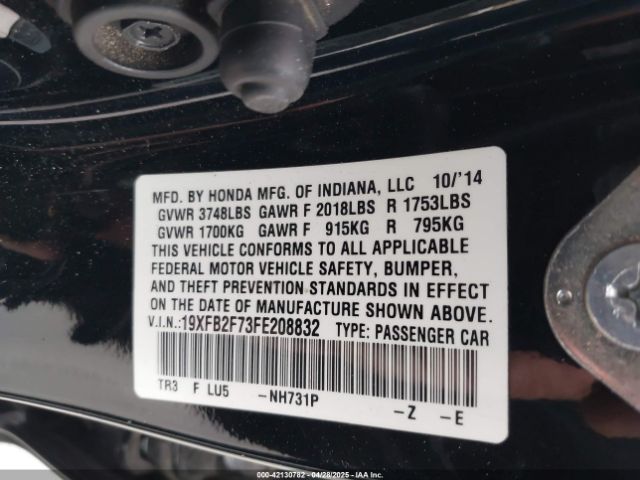 MFD. BY HONDA MFG. OF INDIANA, LLC 10/'14
GVWR 3748LBS GAWR F 2018LBS R 1753LBS
GVWR 1700KG GAWR F 915KG R 795KG
THIS VEHICLE CONFORMS TO ALL APPLICABLE
FEDERAL MOTOR VEHICLE SAFETY, BUMPER,
AND THEFT PREVENTION STANDARDS IN EFFECT
ON THE DATE OF MANUFACTURE SHOWN ABOVE.
V.I.N.:19XFB2F73FE208832 TYPE: PASSENGER CAR
TR3 F LU5 -NH731P -Z -E
000-42130782 - 04/28/2025 - IAA Inc.